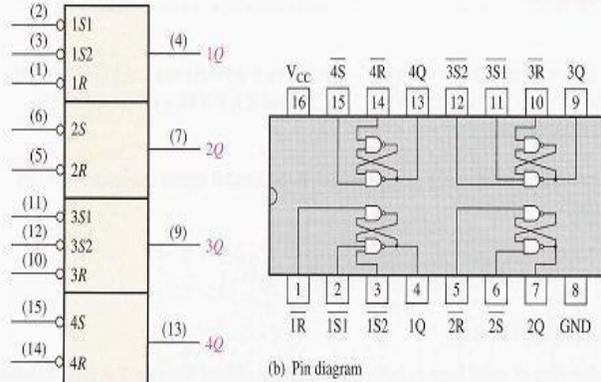 (2) 1S1
(3) 1S2 (4) 1Q
(1) 1R
(6) 2S
(7) 2Q
(5) 2R
(11) 3S1
(12) 3S2 (9) 3Q
(10) 3R
(15) 4S
(13) 4Q
(14) 4R
VCC 4S̅ 4R̅ 4Q 3S2̅ 3S1̅ 3R̅ 3Q
16 15 14 13 12 11 10 9
1 2 3 4 5 6 7 8
1R̅ 1S1̅ 1S2̅ 1Q 2R̅ 2S̅ 2Q GND
(b) Pin diagram